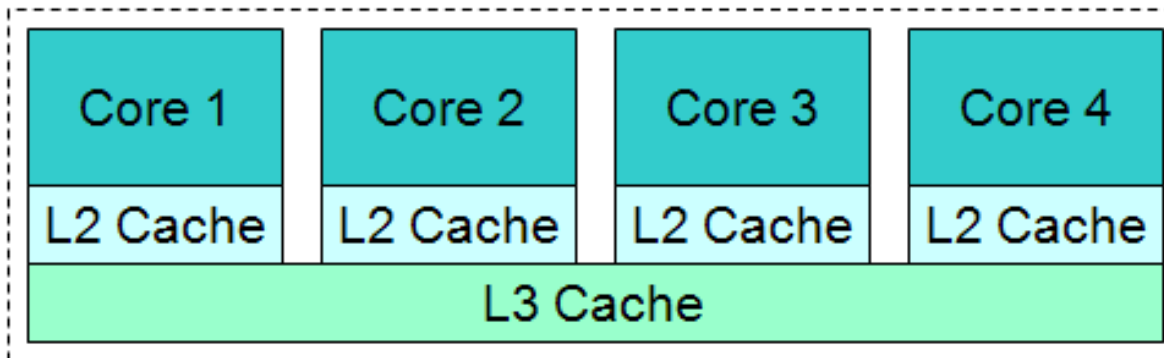 Core 1 Core 2 Core 3 Core 4
L2 Cache L2 Cache L2 Cache L2 Cache
L3 Cache